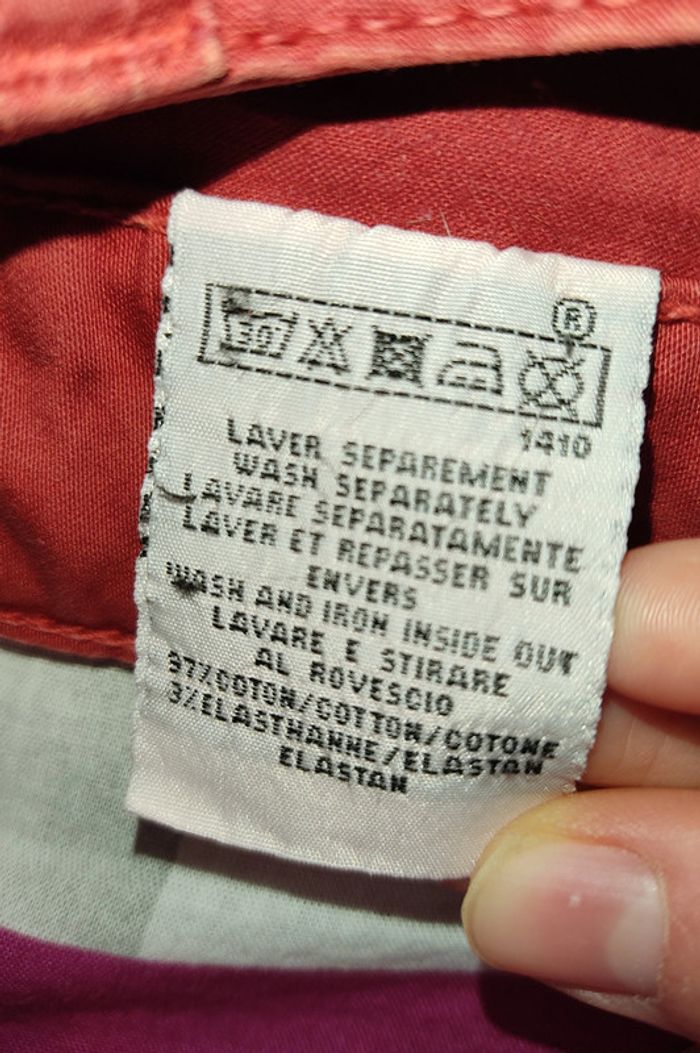 ®
30
1410
LAVER SEPAREMENT
WASH SEPARATELY
LAVARE SEPARATAMENTE
LAVER ET REPASSER SUR
ENVERS
WASH AND IRON INSIDE OUT
LAVARE E STIRARE
AL ROVESCIO
97%COTON/COTTON/COTONE
3%ELASTHANNE/ELASTAN
ELASTAN